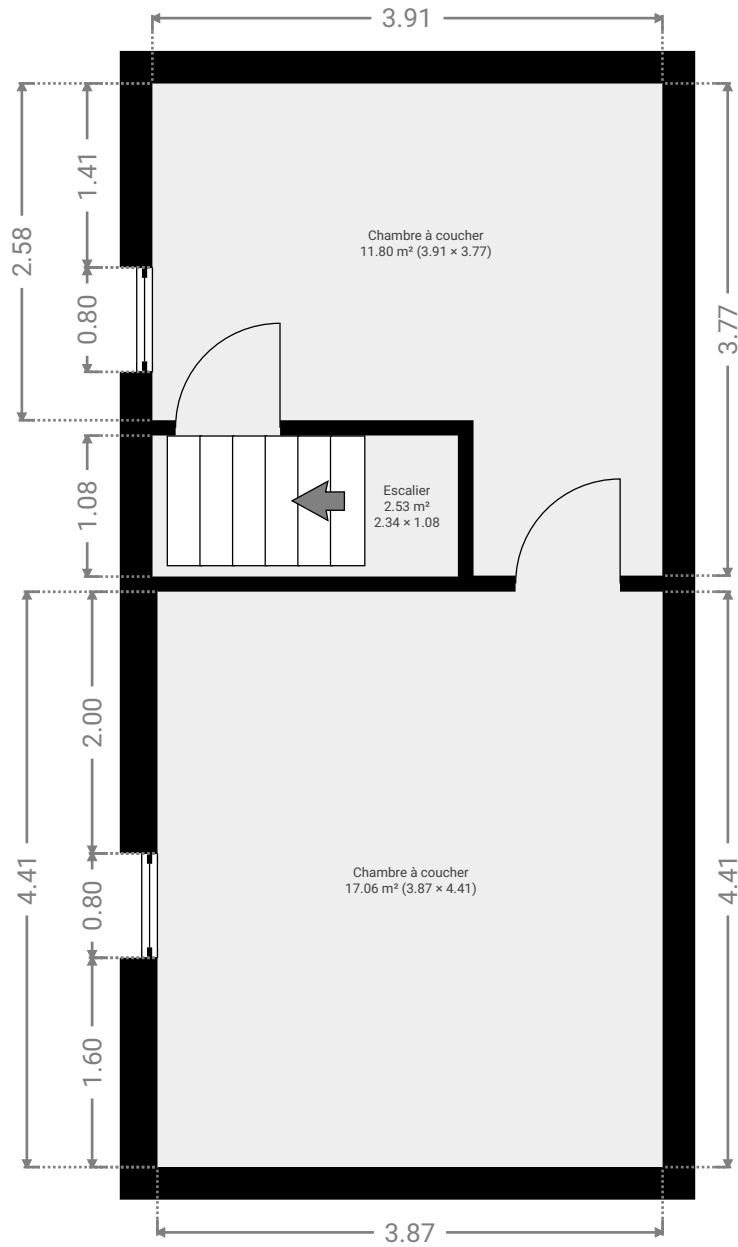 3.91
1.41
2.58
Chambre à coucher
11.80 m² (3.91 × 3.77)
0.80
3.77
1.08
Escalier
2.53 m²
2.34 × 1.08
2.00
4.41
0.80
Chambre à coucher
17.06 m² (3.87 × 4.41)
4.41
1.60
3.87